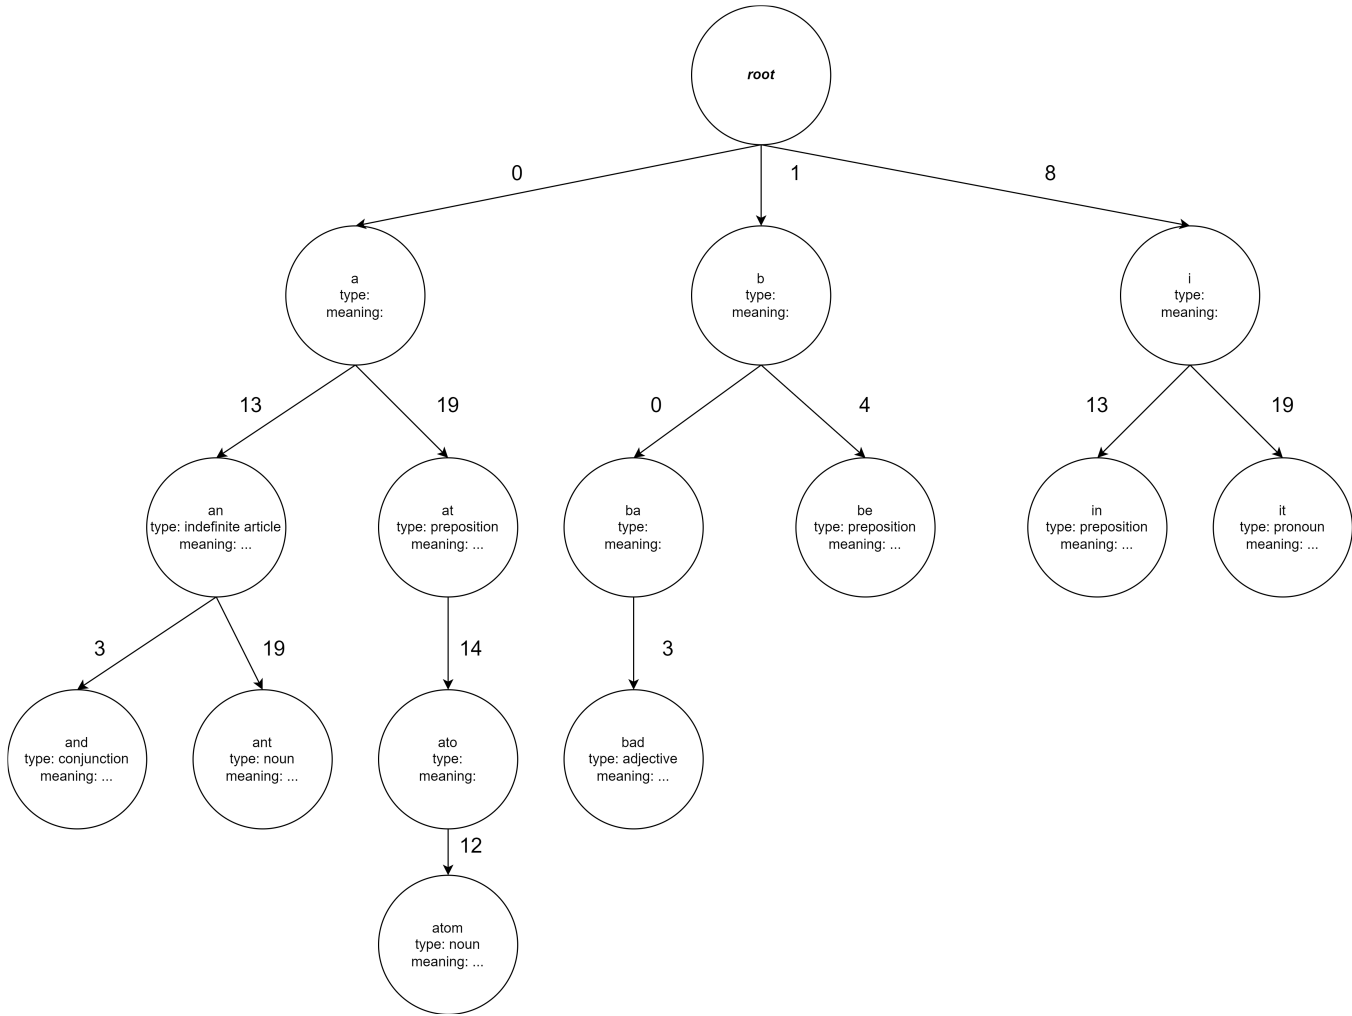 root
0
1
8
a
type:
meaning:
b
type:
meaning:
i
type:
meaning:
13
19
0
4
13
19
an
type: indefinite article
meaning: ...
at
type: preposition
meaning: ...
ba
type:
meaning:
be
type: preposition
meaning: ...
in
type: preposition
meaning: ...
it
type: pronoun
meaning: ...
3
19
14
3
and
type: conjunction
meaning: ...
ant
type: noun
meaning: ...
ato
type:
meaning:
bad
type: adjective
meaning: ...
12
atom
type: noun
meaning: ...